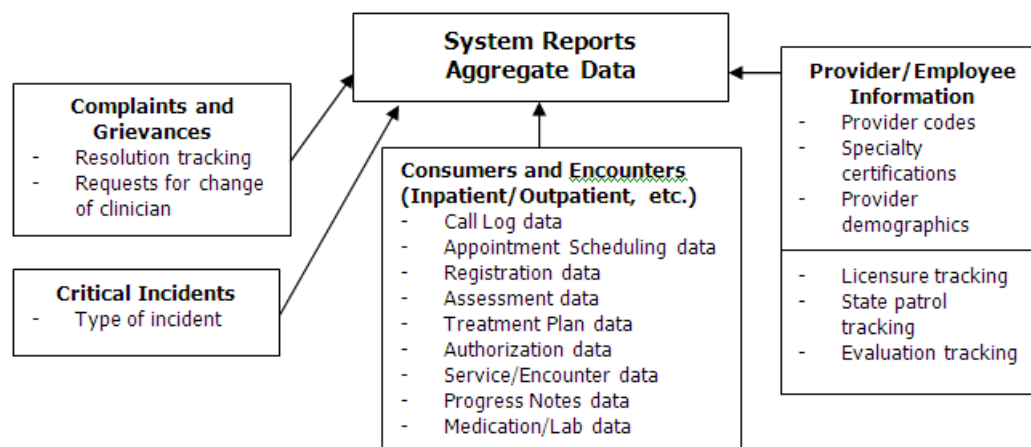 System Reports
Aggregate Data
Complaints and
Grievances
- Resolution tracking
- Requests for change
of clinician
Critical Incidents
- Type of incident
Consumers and Encounters
(Inpatient/Outpatient, etc.)
- Call Log data
- Appointment Scheduling data
- Registration data
- Assessment data
- Treatment Plan data
- Authorization data
- Service/Encounter data
- Progress Notes data
- Medication/Lab data
Provider/Employee
Information
- Provider codes
- Specialty
certifications
- Provider
demographics
- Licensure tracking
- State patrol
tracking
- Evaluation tracking